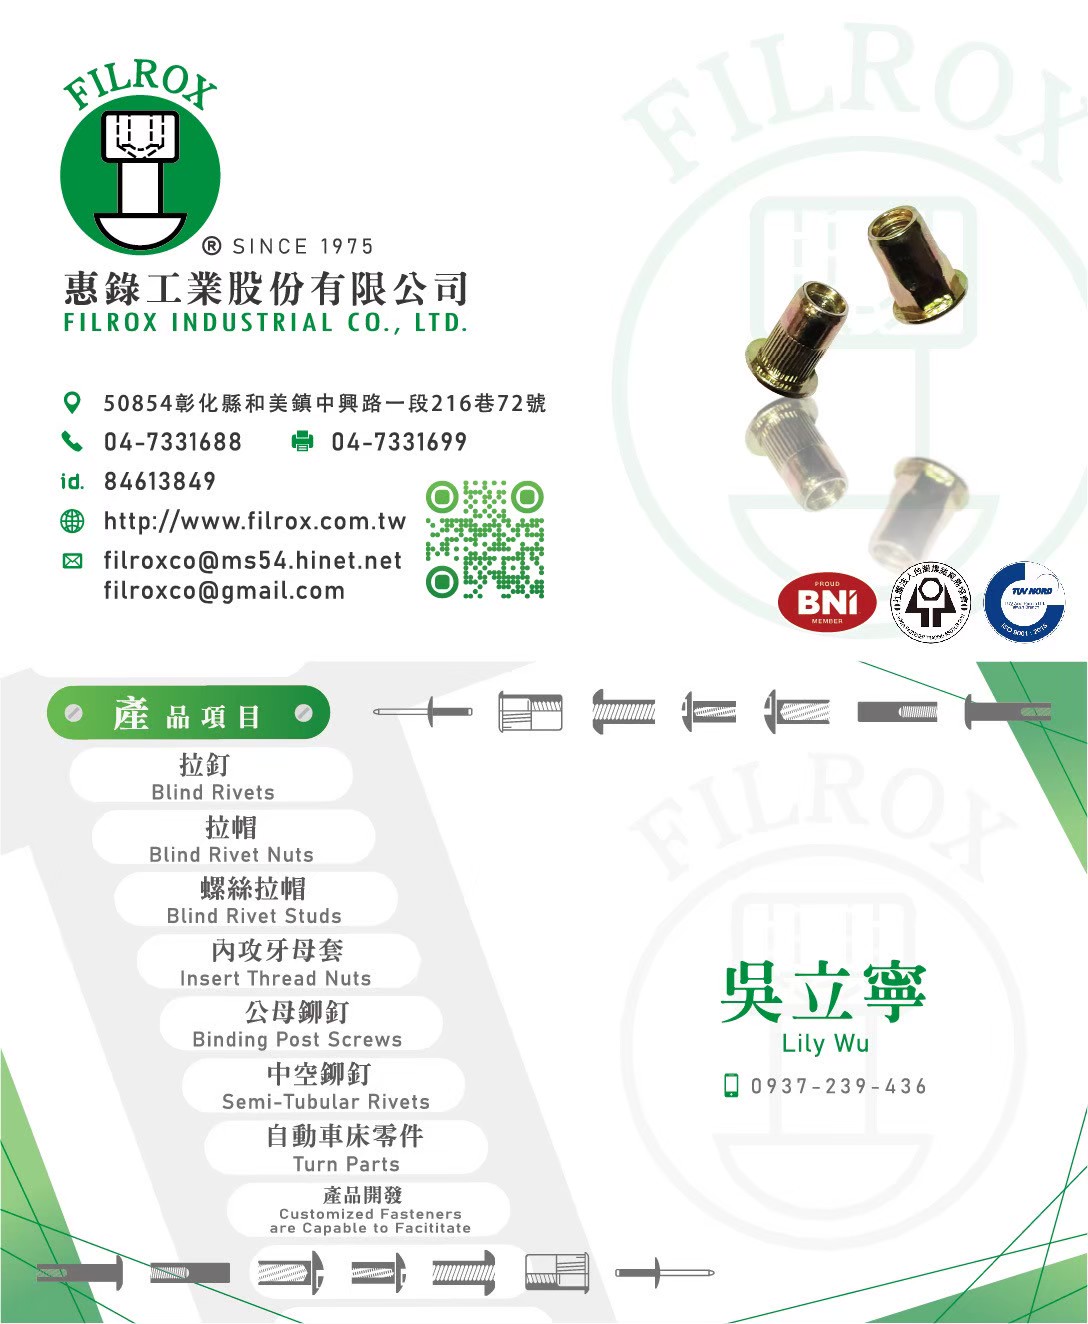 FILROX
FILROX
® SINCE 1975
惠錄工業股份有限公司
FILROX INDUSTRIAL CO., LTD.
50854彰化縣和美鎮中興路一段216巷72號
04-7331688 04-7331699
id. 84613849
http://www.filrox.com.tw
filroxco@ms54.hinet.net
filroxco@gmail.com
PROUD
BNi
MEMBER
TUV NORD
ISO 9001 : 2015
產品項目
拉釘
Blind Rivets
拉帽
Blind Rivet Nuts
螺絲拉帽
Blind Rivet Studs
內攻牙母套
Insert Thread Nuts
公母鉚釘
Binding Post Screws
中空鉚釘
Semi-Tubular Rivets
自動車床零件
Turn Parts
產品開發
Customized Fasteners
are Capable to Facititate
FILROX
吳立寧
Lily Wu
0937-239-436